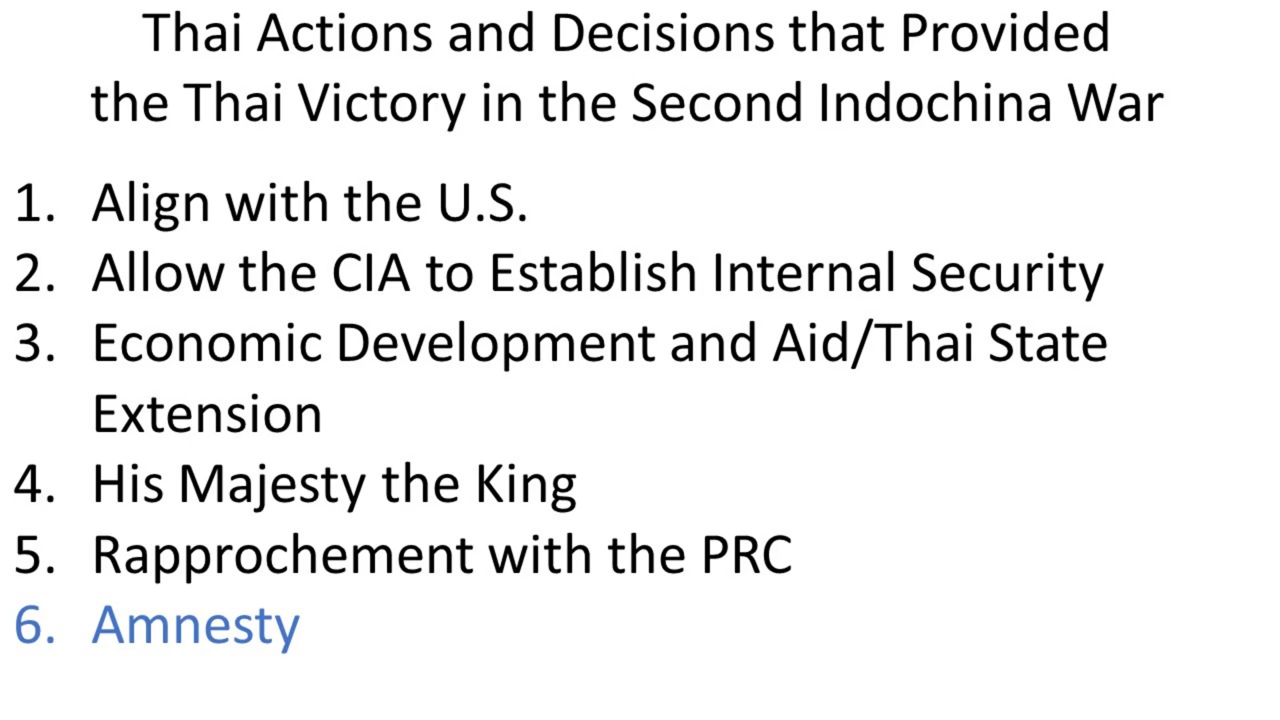 Thai Actions and Decisions that Provided
the Thai Victory in the Second Indochina War
1. Align with the U.S.
2. Allow the CIA to Establish Internal Security
3. Economic Development and Aid/Thai State
Extension
4. His Majesty the King
5. Rapprochement with the PRC
6. Amnesty